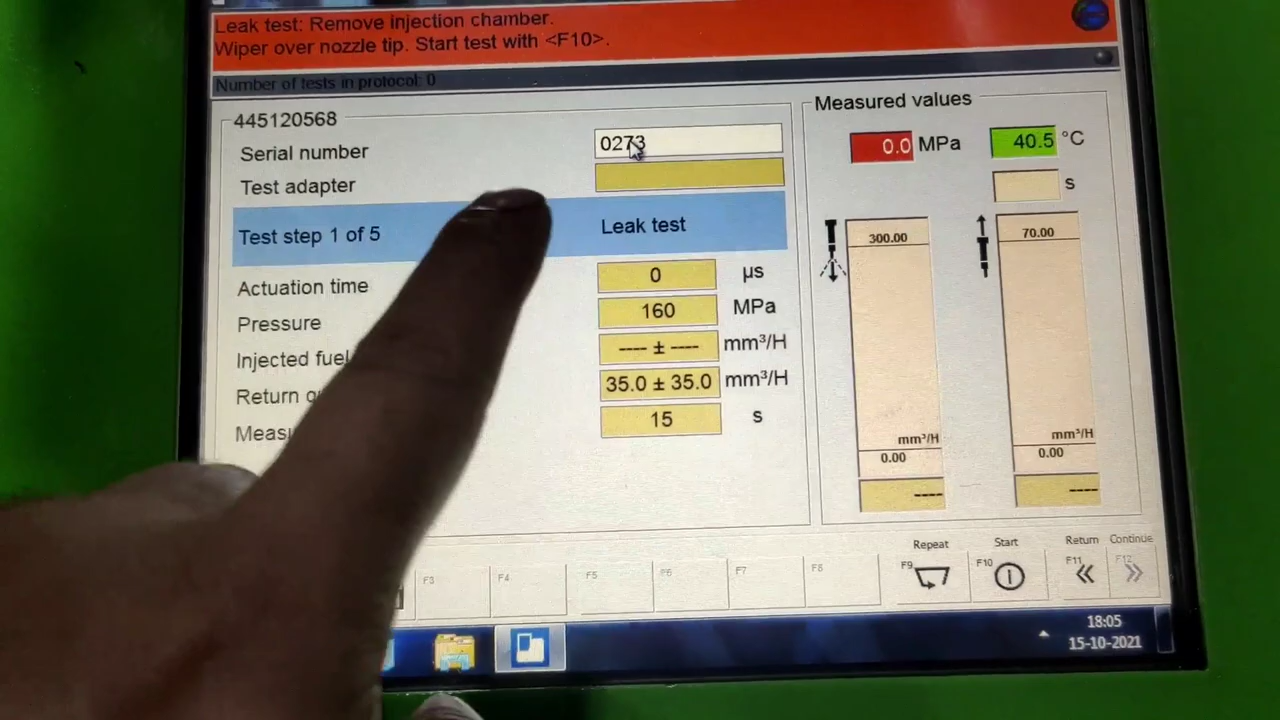 Leak test: Remove injection chamber.
Wiper over nozzle tip. Start test with <F10>.
Number of tests in protocol: 0
445120568
Serial number 0273
Test adapter
Test step 1 of 5 Leak test
Actuation time 0 µs
Pressure 160 MPa
Injected fuel ---- ± ---- mm³/H
Return 35.0 ± 35.0 mm³/H
15 s
Measured values
0.0 MPa 40.5 °C
s
300.00 70.00
mm³/H mm³/H
0.00 0.00
---- ----
Repeat Start Return Continue
F3 F4 F5 F6 F7 F8 F9 F10 F11 F12
18:05
15-10-2021